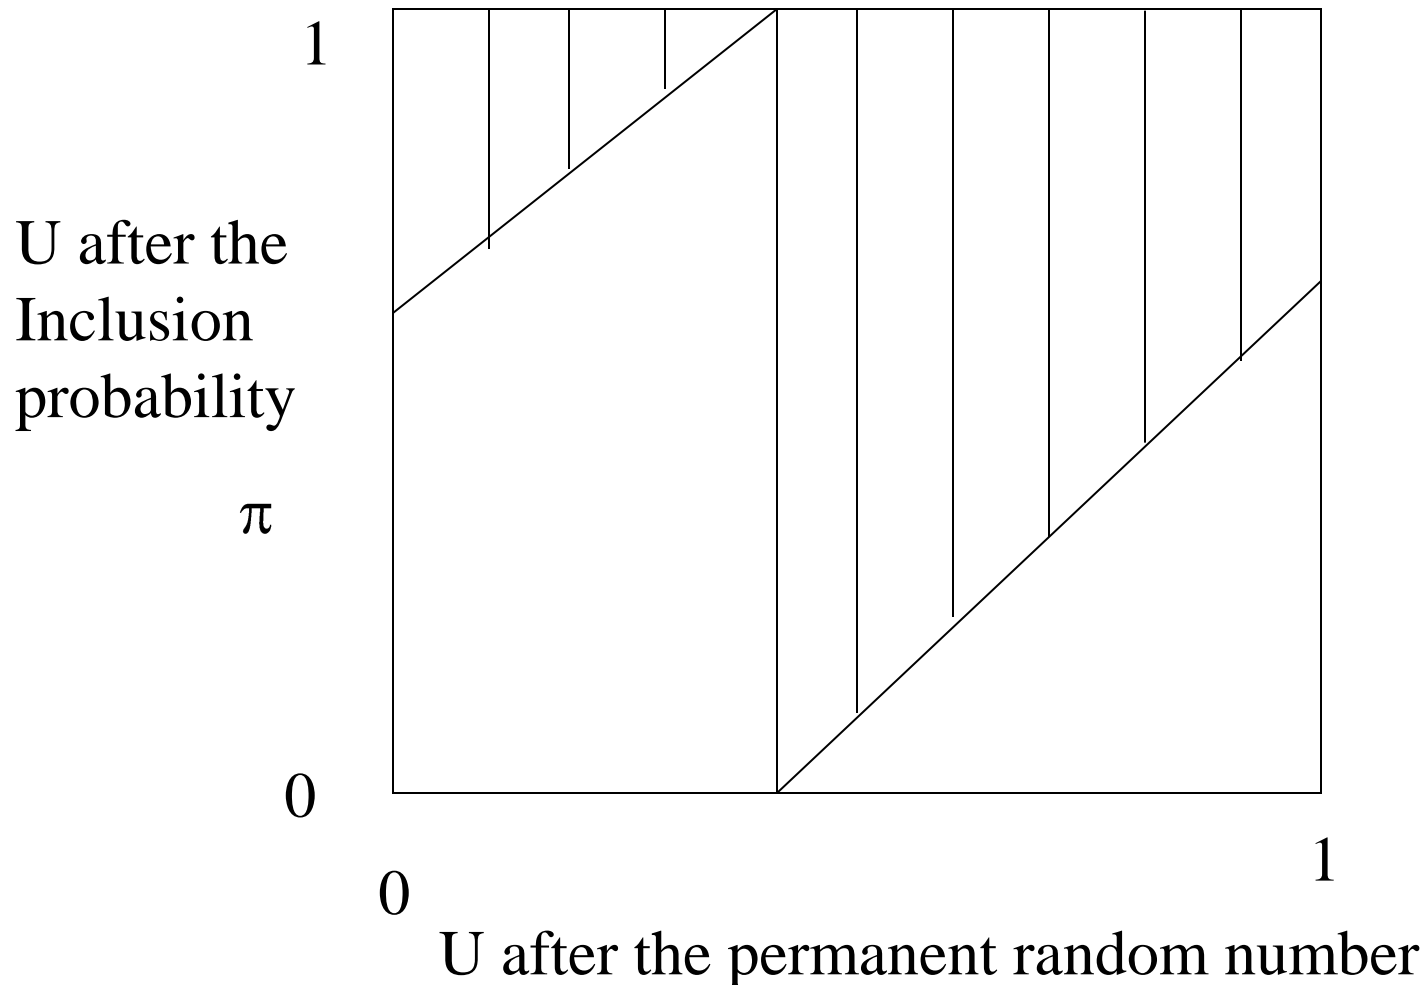 1
U after the
Inclusion
probability
π
0
0
1
U after the permanent random number